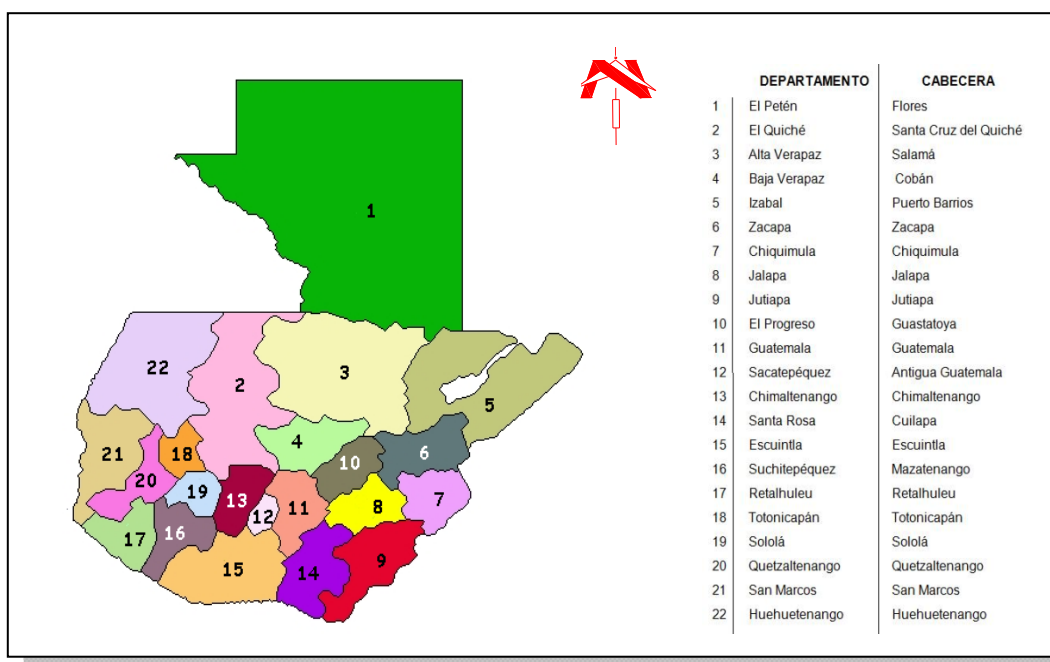 DEPARTAMENTO CABECERA
1 El Petén Flores
2 El Quiché Santa Cruz del Quiché
3 Alta Verapaz Salamá
4 Baja Verapaz Cobán
5 Izabal Puerto Barrios
6 Zacapa Zacapa
7 Chiquimula Chiquimula
8 Jalapa Jalapa
9 Jutiapa Jutiapa
10 El Progreso Guastatoya
11 Guatemala Guatemala
12 Sacatepéquez Antigua Guatemala
13 Chimaltenango Chimaltenango
14 Santa Rosa Cuilapa
15 Escuintla Escuintla
16 Suchitepéquez Mazatenango
17 Retalhuleu Retalhuleu
18 Totonicapán Totonicapán
19 Sololá Sololá
20 Quetzaltenango Quetzaltenango
21 San Marcos San Marcos
22 Huehuetenango Huehuetenango
1
22 2 3
5
21 18 4 6
20 10
19 13 7
12 11 8
17 16
15 14 9